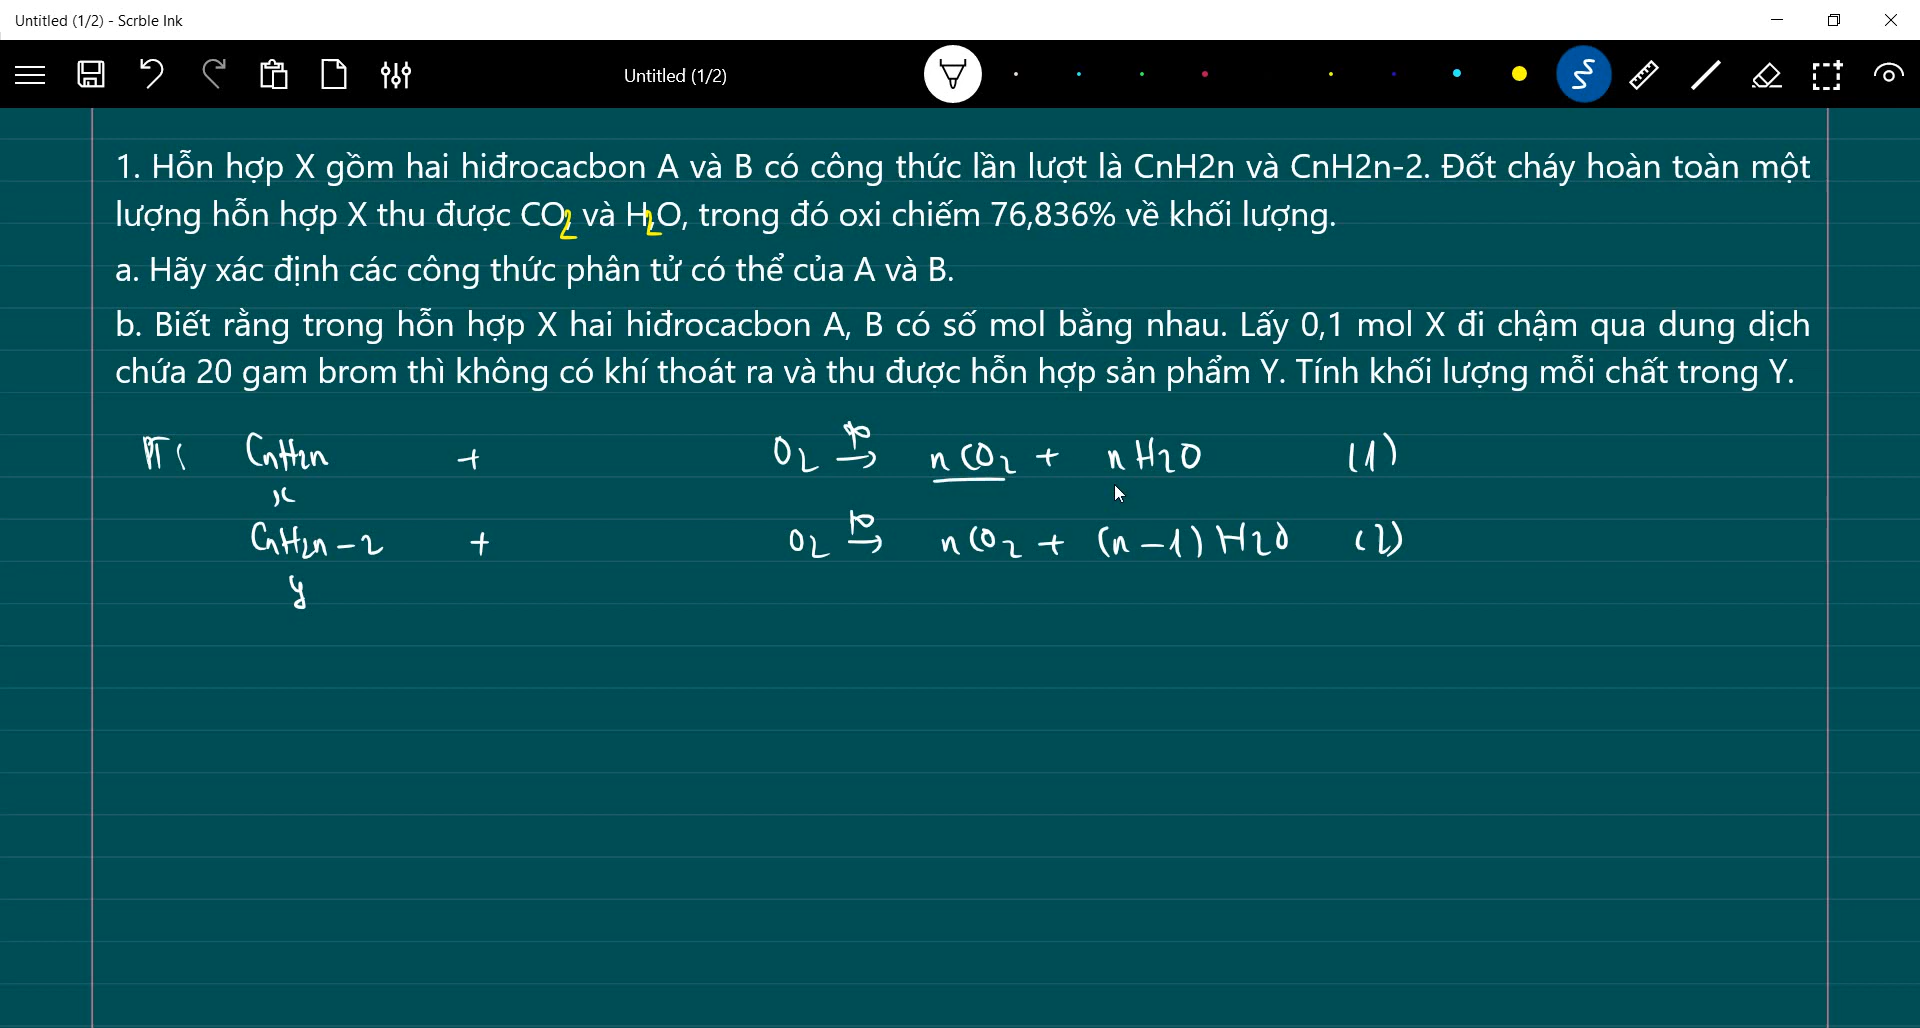 Untitled (1/2) - Scrble Ink
Untitled (1/2)
1. Hỗn hợp X gồm hai hiđrocacbon A và B có công thức lần lượt là CnH2n và CnH2n-2. Đốt cháy hoàn toàn một
lượng hỗn hợp X thu được CO2 và H2O, trong đó oxi chiếm 76,836% về khối lượng.
a. Hãy xác định các công thức phân tử có thể của A và B.
b. Biết rằng trong hỗn hợp X hai hiđrocacbon A, B có số mol bằng nhau. Lấy 0,1 mol X đi chậm qua dung dịch
chứa 20 gam brom thì không có khí thoát ra và thu được hỗn hợp sản phẩm Y. Tính khối lượng mỗi chất trong Y.
PT: CnH2n + O2 → nCO2 + nH2O (1)
x
CnH2n-2 + O2 → nCO2 + (n-1)H2O (2)
y